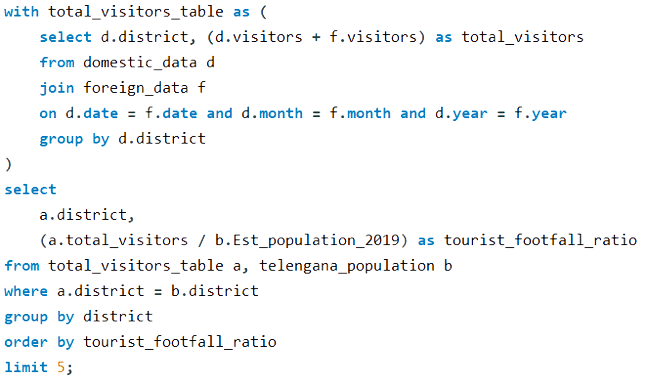 with total_visitors_table as (
    select d.district, (d.visitors + f.visitors) as total_visitors
    from domestic_data d
    join foreign_data f
    on d.date = f.date and d.month = f.month and d.year = f.year
    group by d.district
)
select
    a.district,
    (a.total_visitors / b.Est_population_2019) as tourist_footfall_ratio
from total_visitors_table a, telengana_population b
where a.district = b.district
group by district
order by tourist_footfall_ratio
limit 5;